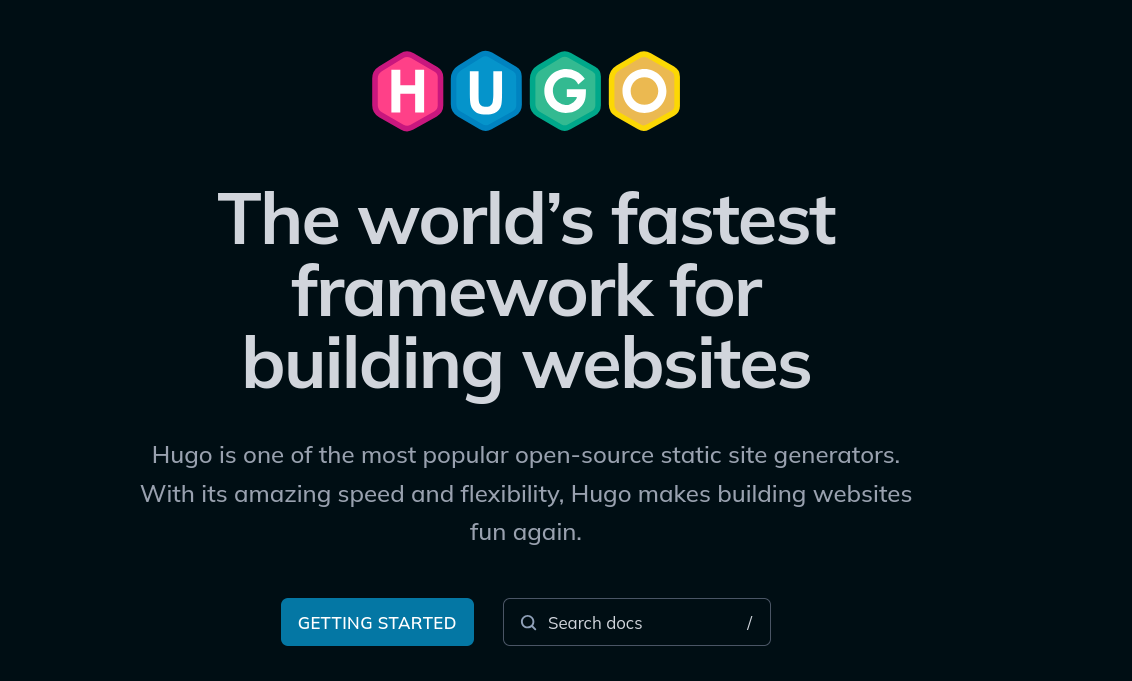 HUGO
The world’s fastest
framework for
building websites
Hugo is one of the most popular open-source static site generators.
With its amazing speed and flexibility, Hugo makes building websites
fun again.
GETTING STARTED
Search docs /